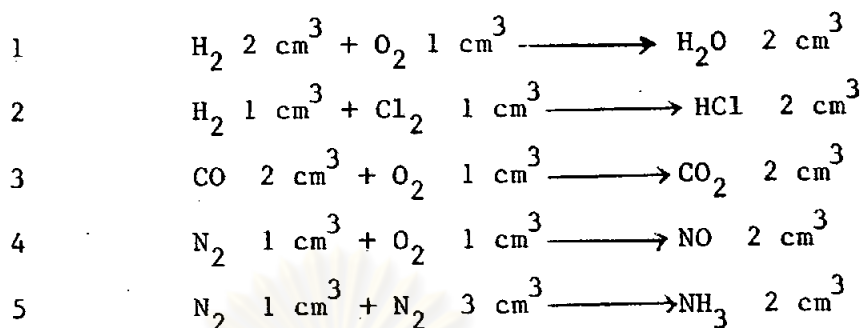 1 H₂ 2 cm³ + O₂ 1 cm³ ⟶ H₂O 2 cm³
2 H₂ 1 cm³ + Cl₂ 1 cm³ ⟶ HCl 2 cm³
3 CO 2 cm³ + O₂ 1 cm³ ⟶ CO₂ 2 cm³
4 N₂ 1 cm³ + O₂ 1 cm³ ⟶ NO 2 cm³
5 N₂ 1 cm³ + N₂ 3 cm³ ⟶ NH₃ 2 cm³